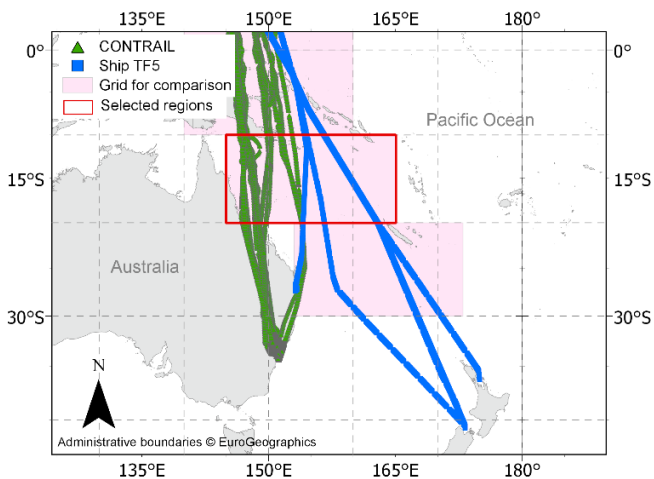 135°E 150°E 165°E 180°
CONTRAIL
Ship TF5
Grid for comparison
Selected regions
0° 0°
Pacific Ocean
15°S 15°S
Australia
30°S 30°S
N
Administrative boundaries © EuroGeographics
135°E 150°E 165°E 180°